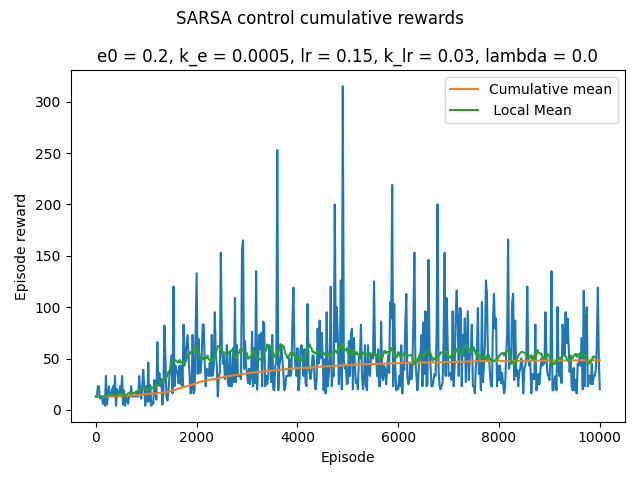 SARSA control cumulative rewards
e0 = 0.2, k_e = 0.0005, lr = 0.15, k_lr = 0.03, lambda = 0.0
Cumulative mean
Local Mean
Episode reward
300
250
200
150
100
50
0
0 2000 4000 6000 8000 10000
Episode